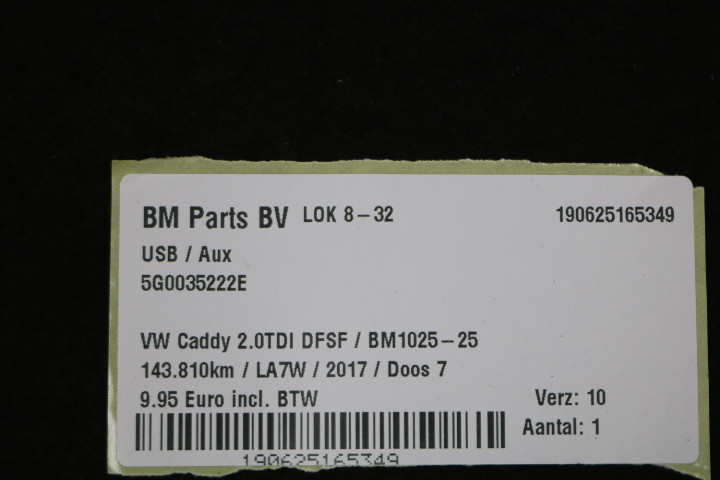 BM Parts BV LOK 8-32 190625165349
USB / Aux
5G0035222E
VW Caddy 2.0TDI DFSF / BM1025-25
143.810km / LA7W / 2017 / Doos 7
9.95 Euro incl. BTW Verz: 10
Aantal: 1
190625165349